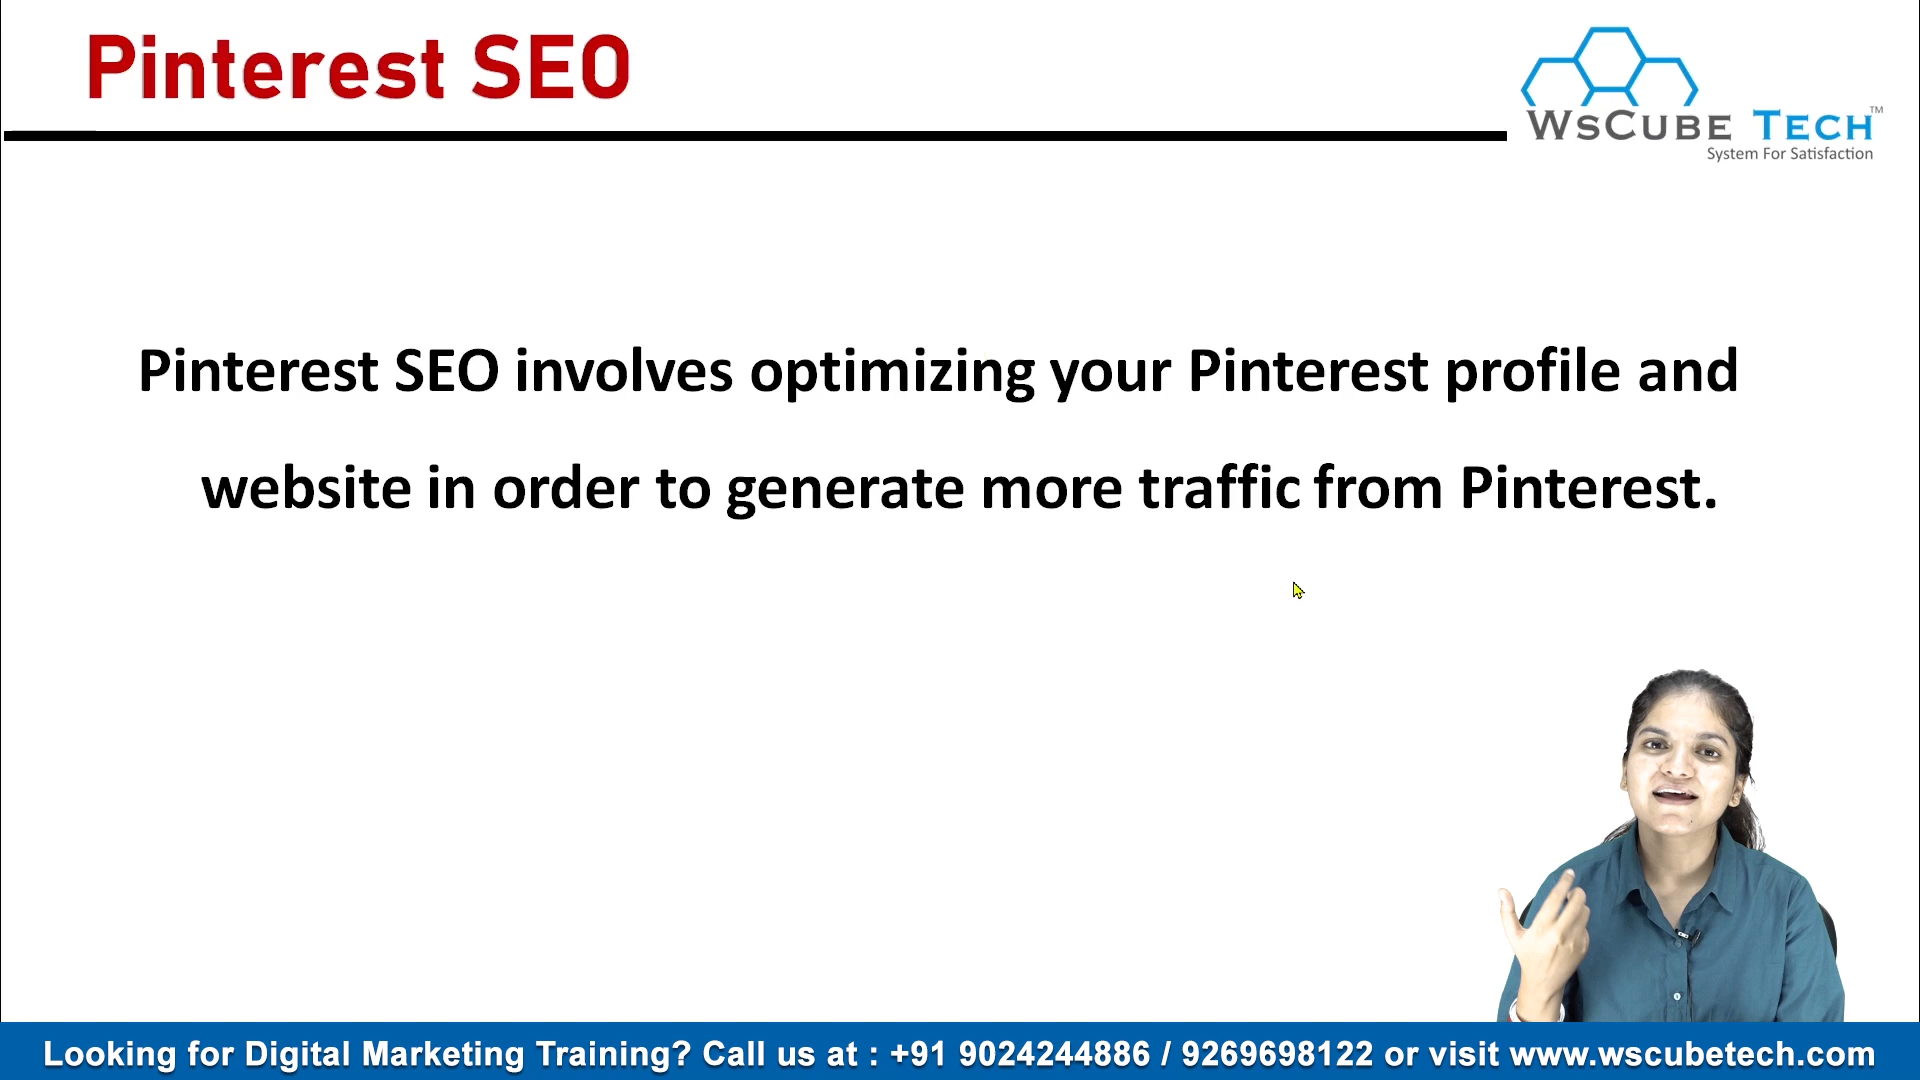 Pinterest SEO
WsCube Tech™
System For Satisfaction
Pinterest SEO involves optimizing your Pinterest profile and
website in order to generate more traffic from Pinterest.
Looking for Digital Marketing Training? Call us at : +91 9024244886 / 9269698122 or visit www.wscubetech.com